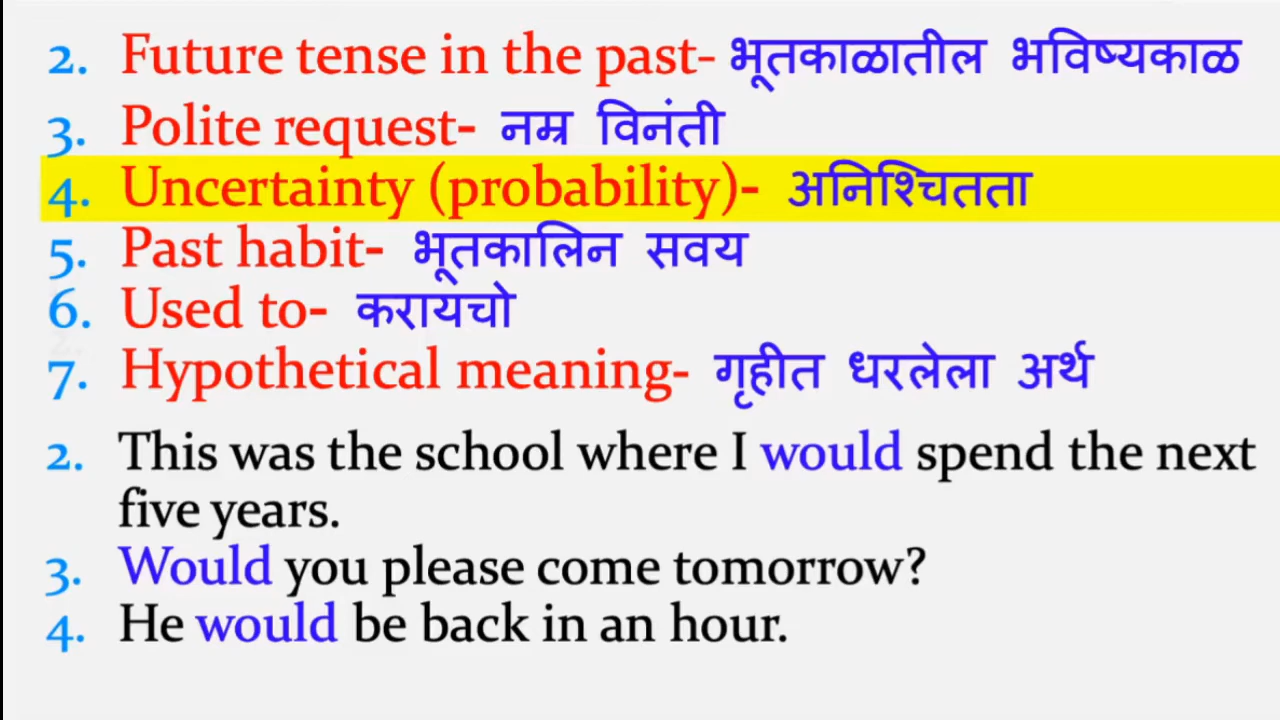 2. Future tense in the past- भूतकाळातील भविष्यकाळ
3. Polite request- नम्र विनंती
4. Uncertainty (probability)- अनिश्चितता
5. Past habit- भूतकालिन सवय
6. Used to- करायचो
7. Hypothetical meaning- गृहीत धरलेला अर्थ
2. This was the school where I would spend the next
five years.
3. Would you please come tomorrow?
4. He would be back in an hour.